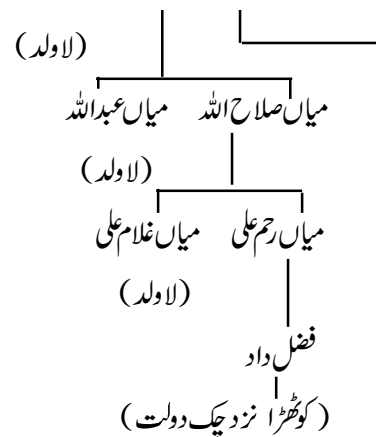 (لاولد)
میاں صلاح اللہ میاں عبداللہ
(لاولد)
میاں رحم علی میاں غلام علی
(لاولد)
فضل داد
(کوٹھڑا نزد چک دولت)